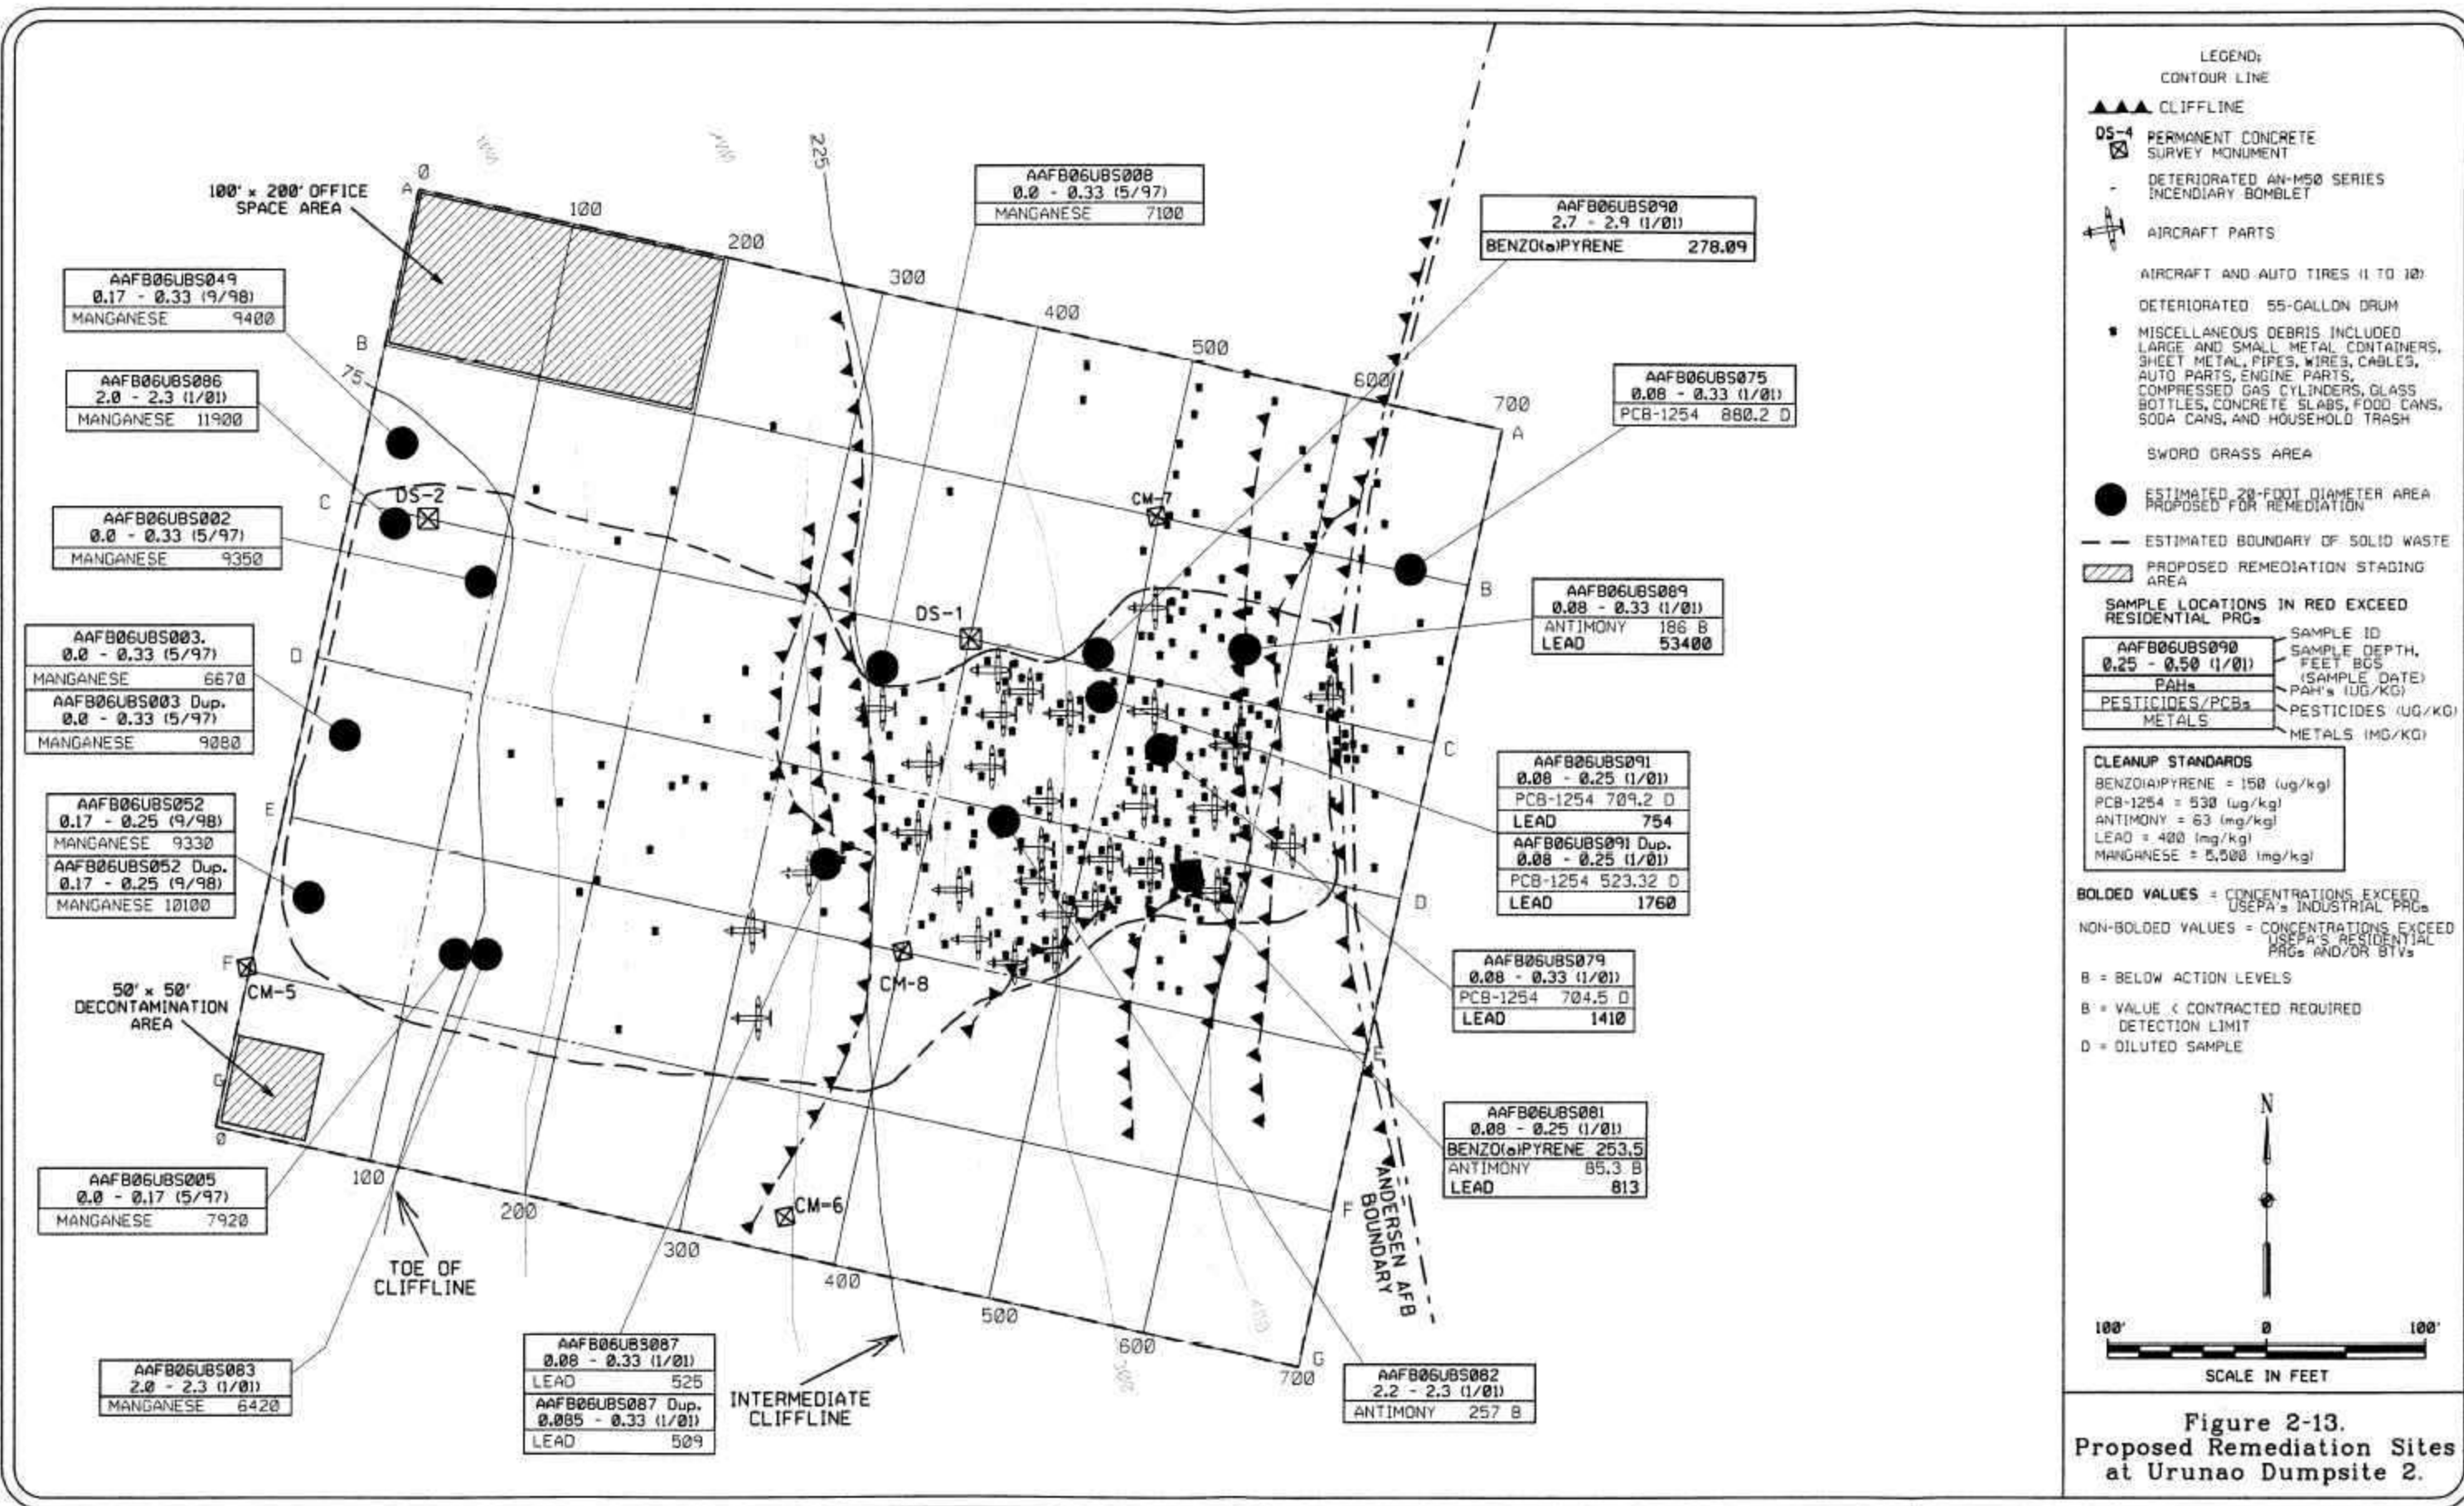 100' x 200' OFFICE
SPACE AREA
AAFB06UBS049
0.17 - 0.33 (9/98)
MANGANESE 9400
AAFB06UBS086
2.0 - 2.3 (1/01)
MANGANESE 11900
AAFB06UBS002
0.0 - 0.33 (5/97)
MANGANESE 9350
AAFB06UBS003.
0.0 - 0.33 (5/97)
MANGANESE 6670
AAFB06UBS003 Dup.
0.0 - 0.33 (5/97)
MANGANESE 9080
AAFB06UBS052
0.17 - 0.25 (9/98)
MANGANESE 9330
AAFB06UBS052 Dup.
0.17 - 0.25 (9/98)
MANGANESE 10100
50' x 50'
DECONTAMINATION
AREA
AAFB06UBS005
0.0 - 0.17 (5/97)
MANGANESE 7920
AAFB06UBS083
2.0 - 2.3 (1/01)
MANGANESE 6420
TOE OF
CLIFFLINE
AAFB06UBS087
0.08 - 0.33 (1/01)
LEAD 525
AAFB06UBS087 Dup.
0.085 - 0.33 (1/01)
LEAD 509
INTERMEDIATE
CLIFFLINE
AAFB06UBS008
0.0 - 0.33 (5/97)
MANGANESE 7100
AAFB06UBS090
2.7 - 2.9 (1/01)
BENZO(a)PYRENE 278.09
AAFB06UBS075
0.08 - 0.33 (1/01)
PCB-1254 880.2 D
AAFB06UBS089
0.08 - 0.33 (1/01)
ANTIMONY 186 B
LEAD 53400
AAFB06UBS091
0.08 - 0.25 (1/01)
PCB-1254 709.2 D
LEAD 754
AAFB06UBS091 Dup.
0.08 - 0.25 (1/01)
PCB-1254 523.32 D
LEAD 1760
AAFB06UBS079
0.08 - 0.33 (1/01)
PCB-1254 704.5 D
LEAD 1410
AAFB06UBS081
0.08 - 0.25 (1/01)
BENZO(a)PYRENE 253.5
ANTIMONY 85.3 B
LEAD 813
AAFB06UBS082
2.2 - 2.3 (1/01)
ANTIMONY 257 B
ANDERSEN AFB
BOUNDARY
0
100
200
300
400
500
600
700
A
B
C
D
E
F
G
A
B
C
D
E
F
G
0
100
200
300
400
500
600
700
75
225
300
DS-2
DS-1
CM-7
CM-5
CM-8
CM-6
LEGEND:
CONTOUR LINE
CLIFFLINE
DS-4
PERMANENT CONCRETE
SURVEY MONUMENT
DETERIORATED AN-M50 SERIES
INCENDIARY BOMBLET
AIRCRAFT PARTS
AIRCRAFT AND AUTO TIRES (1 TO 10)
DETERIORATED 55-GALLON DRUM
MISCELLANEOUS DEBRIS INCLUDED
LARGE AND SMALL METAL CONTAINERS,
SHEET METAL, PIPES, WIRES, CABLES,
AUTO PARTS, ENGINE PARTS,
COMPRESSED GAS CYLINDERS, GLASS
BOTTLES, CONCRETE SLABS, FOOD CANS,
SODA CANS, AND HOUSEHOLD TRASH
SWORD GRASS AREA
ESTIMATED 20-FOOT DIAMETER AREA
PROPOSED FOR REMEDIATION
ESTIMATED BOUNDARY OF SOLID WASTE
PROPOSED REMEDIATION STAGING
AREA
SAMPLE LOCATIONS IN RED EXCEED
RESIDENTIAL PRGs
AAFB06UBS090
0.25 - 0.50 (1/01)
PAHs
PESTICIDES/PCBs
METALS
SAMPLE ID
SAMPLE DEPTH,
FEET BGS
(SAMPLE DATE)
PAH's (UG/KG)
PESTICIDES (UG/KG)
METALS (MG/KG)
CLEANUP STANDARDS
BENZO(A)PYRENE = 150 (ug/kg)
PCB-1254 = 530 (ug/kg)
ANTIMONY = 63 (mg/kg)
LEAD = 400 (mg/kg)
MANGANESE = 5,500 (mg/kg)
BOLDED VALUES = CONCENTRATIONS EXCEED
USEPA's INDUSTRIAL PRGs
NON-BOLDED VALUES = CONCENTRATIONS EXCEED
USEPA'S RESIDENTIAL
PRGs AND/OR BTVs
B = BELOW ACTION LEVELS
B = VALUE < CONTRACTED REQUIRED
DETECTION LIMIT
D = DILUTED SAMPLE
N
100' 0 100'
SCALE IN FEET
Figure 2-13.
Proposed Remediation Sites
at Urunao Dumpsite 2.